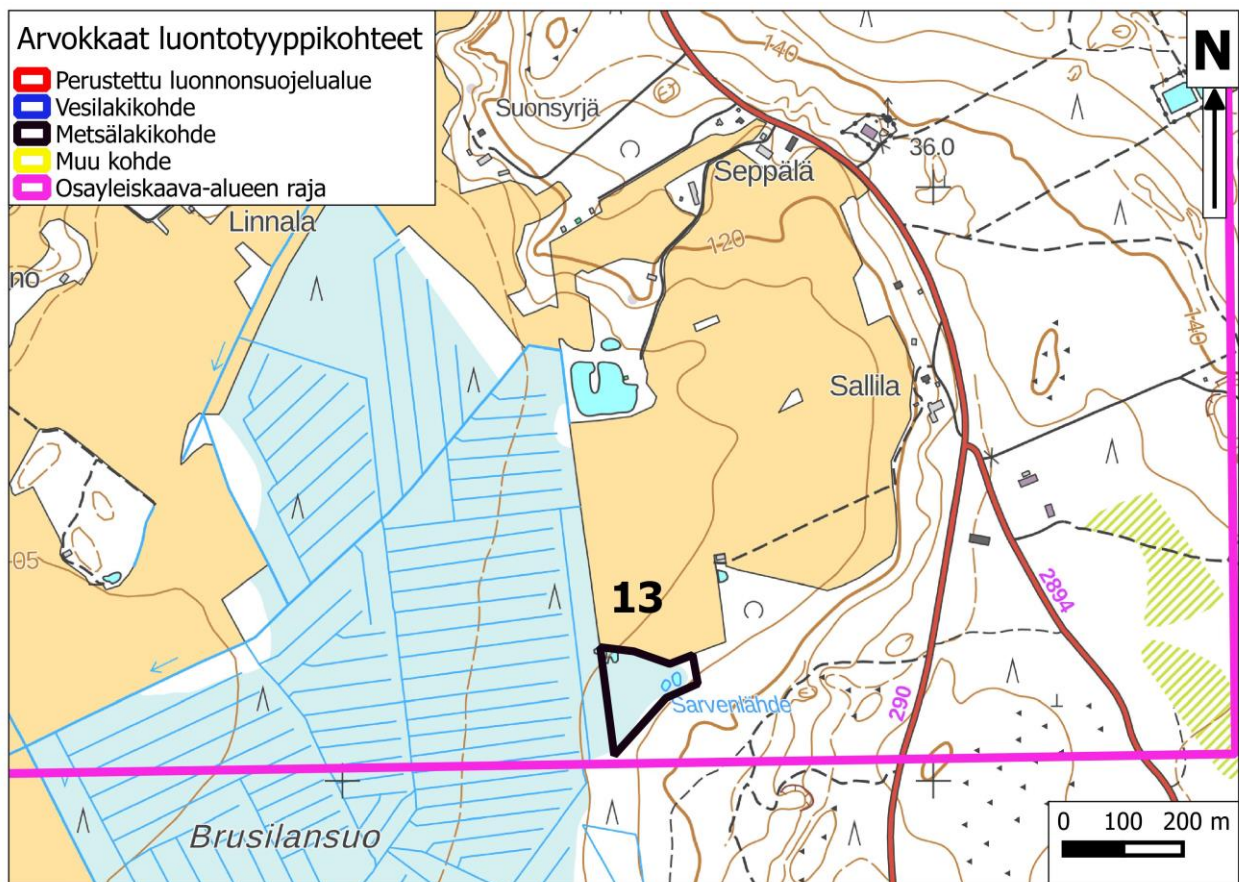 Arvokkaat luontotyyppikohteet
Perustettu luonnonsuojelualue
Vesilakikohde
Metsälakikohde
Muu kohde
Osayleiskaava-alueen raja
N
140
Suonsyrjä
36.0
Seppälä
Linnala
120
no
140
Sallila
05
13
2894
290
Sarvenlähde
Brusilansuo
0 100 200 m